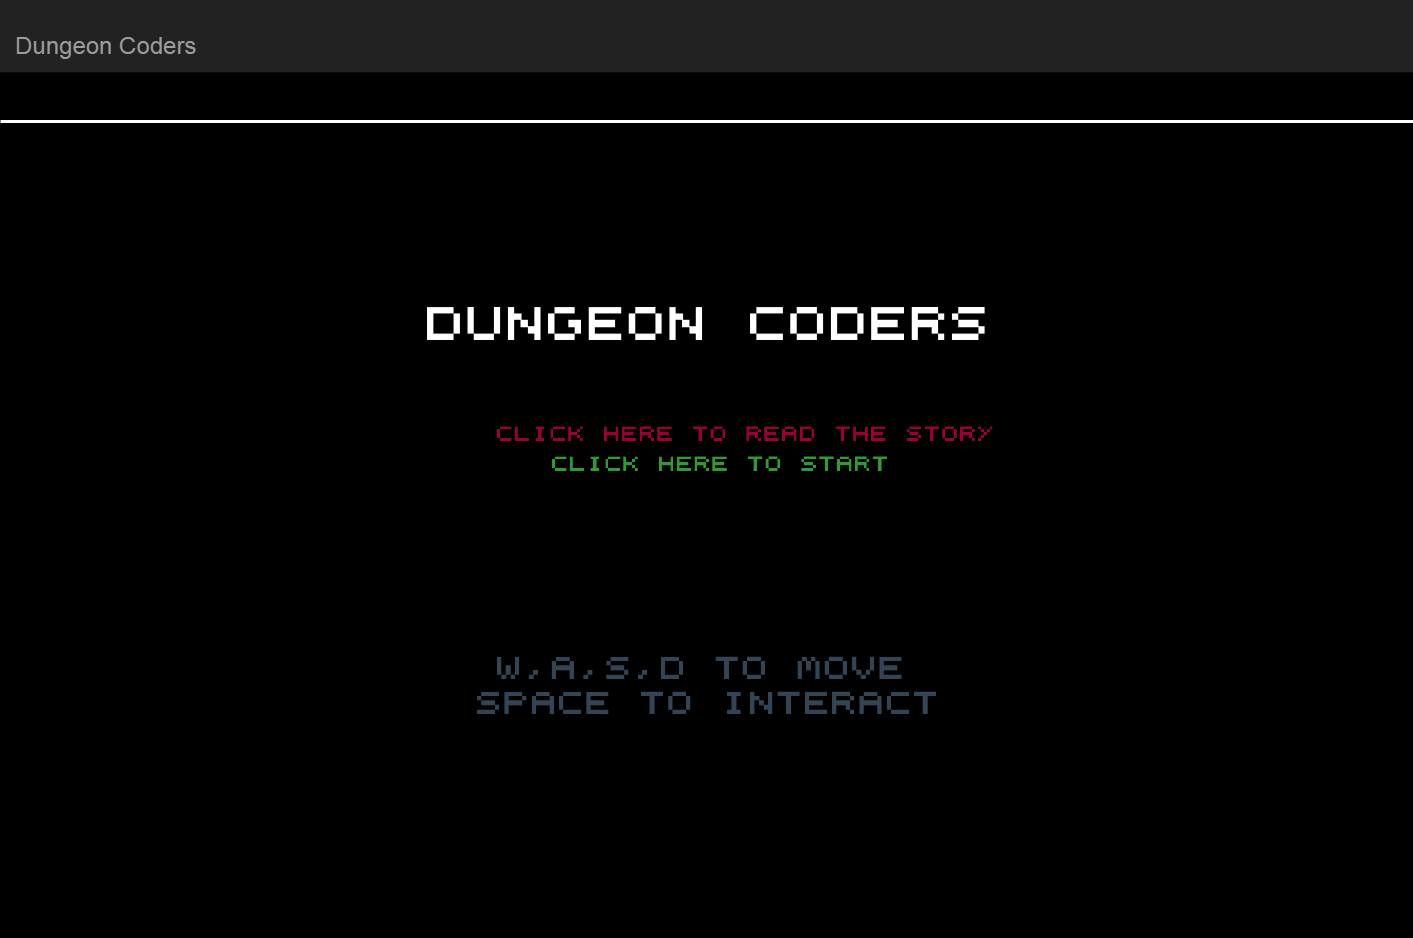 Dungeon Coders
DUNGEON CODERS
CLICK HERE TO READ THE STORY
CLICK HERE TO START
W,A,S,D TO MOVE
SPACE TO INTERACT